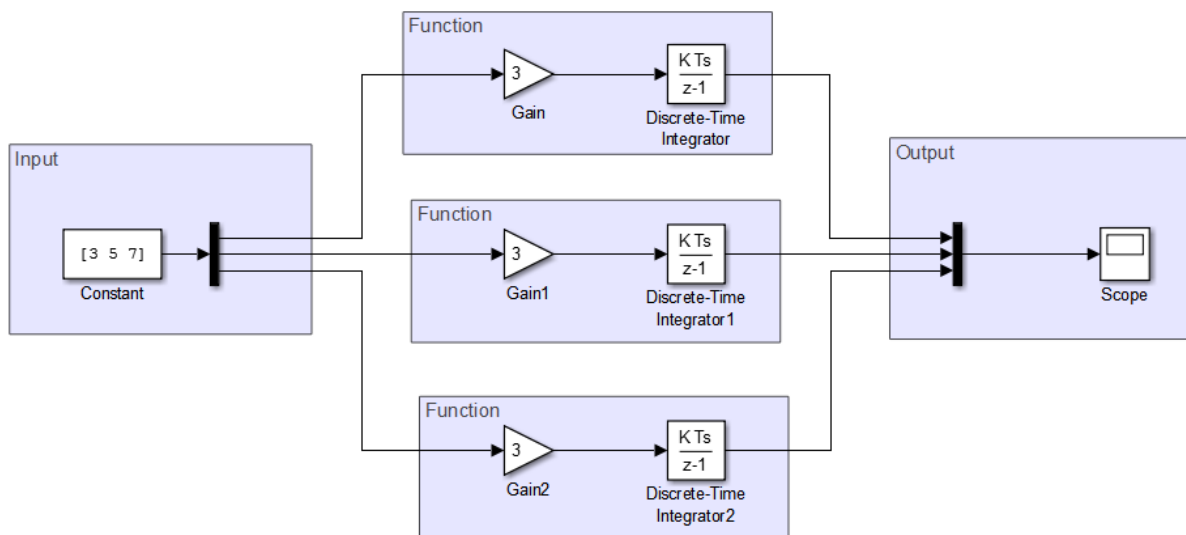 Function
3
Gain
K Ts
z-1
Discrete-Time
Integrator
Input
[3 5 7]
Constant
Function
3
Gain1
K Ts
z-1
Discrete-Time
Integrator1
Output
Scope
Function
3
Gain2
K Ts
z-1
Discrete-Time
Integrator2